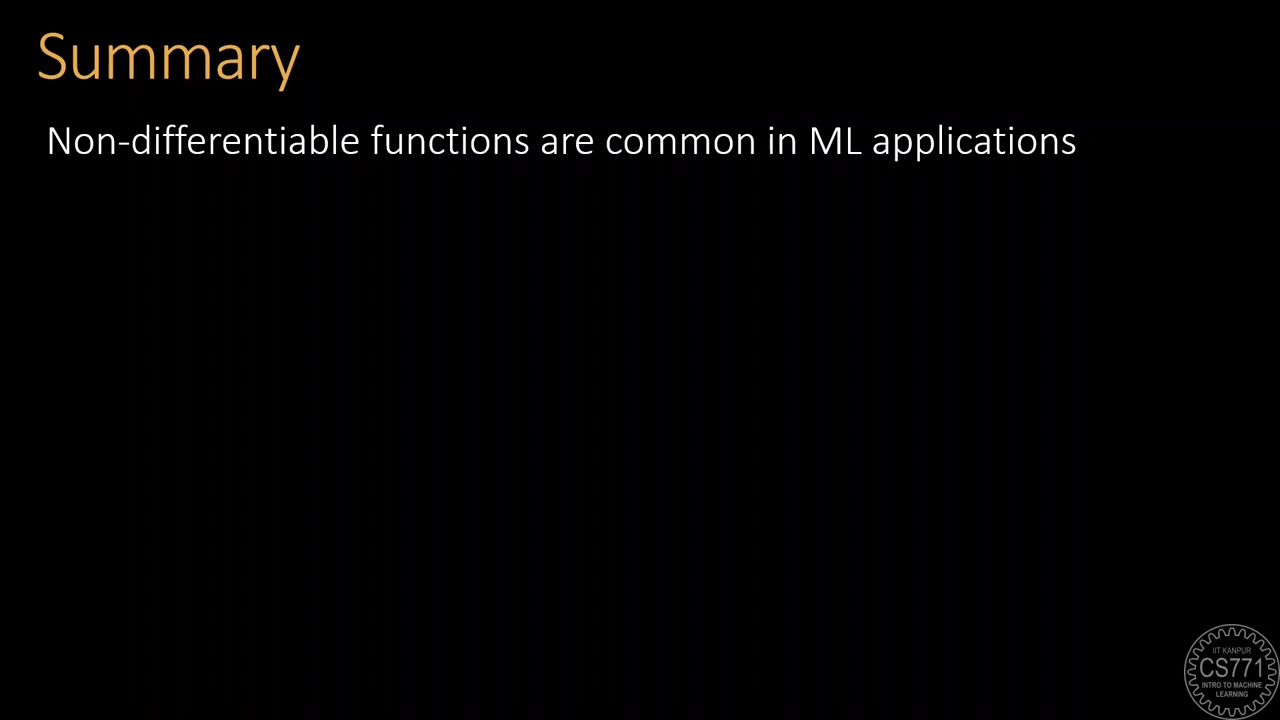 Summary
Non-differentiable functions are common in ML applications
IIT KANPUR
CS771
INTRO TO MACHINE
LEARNING